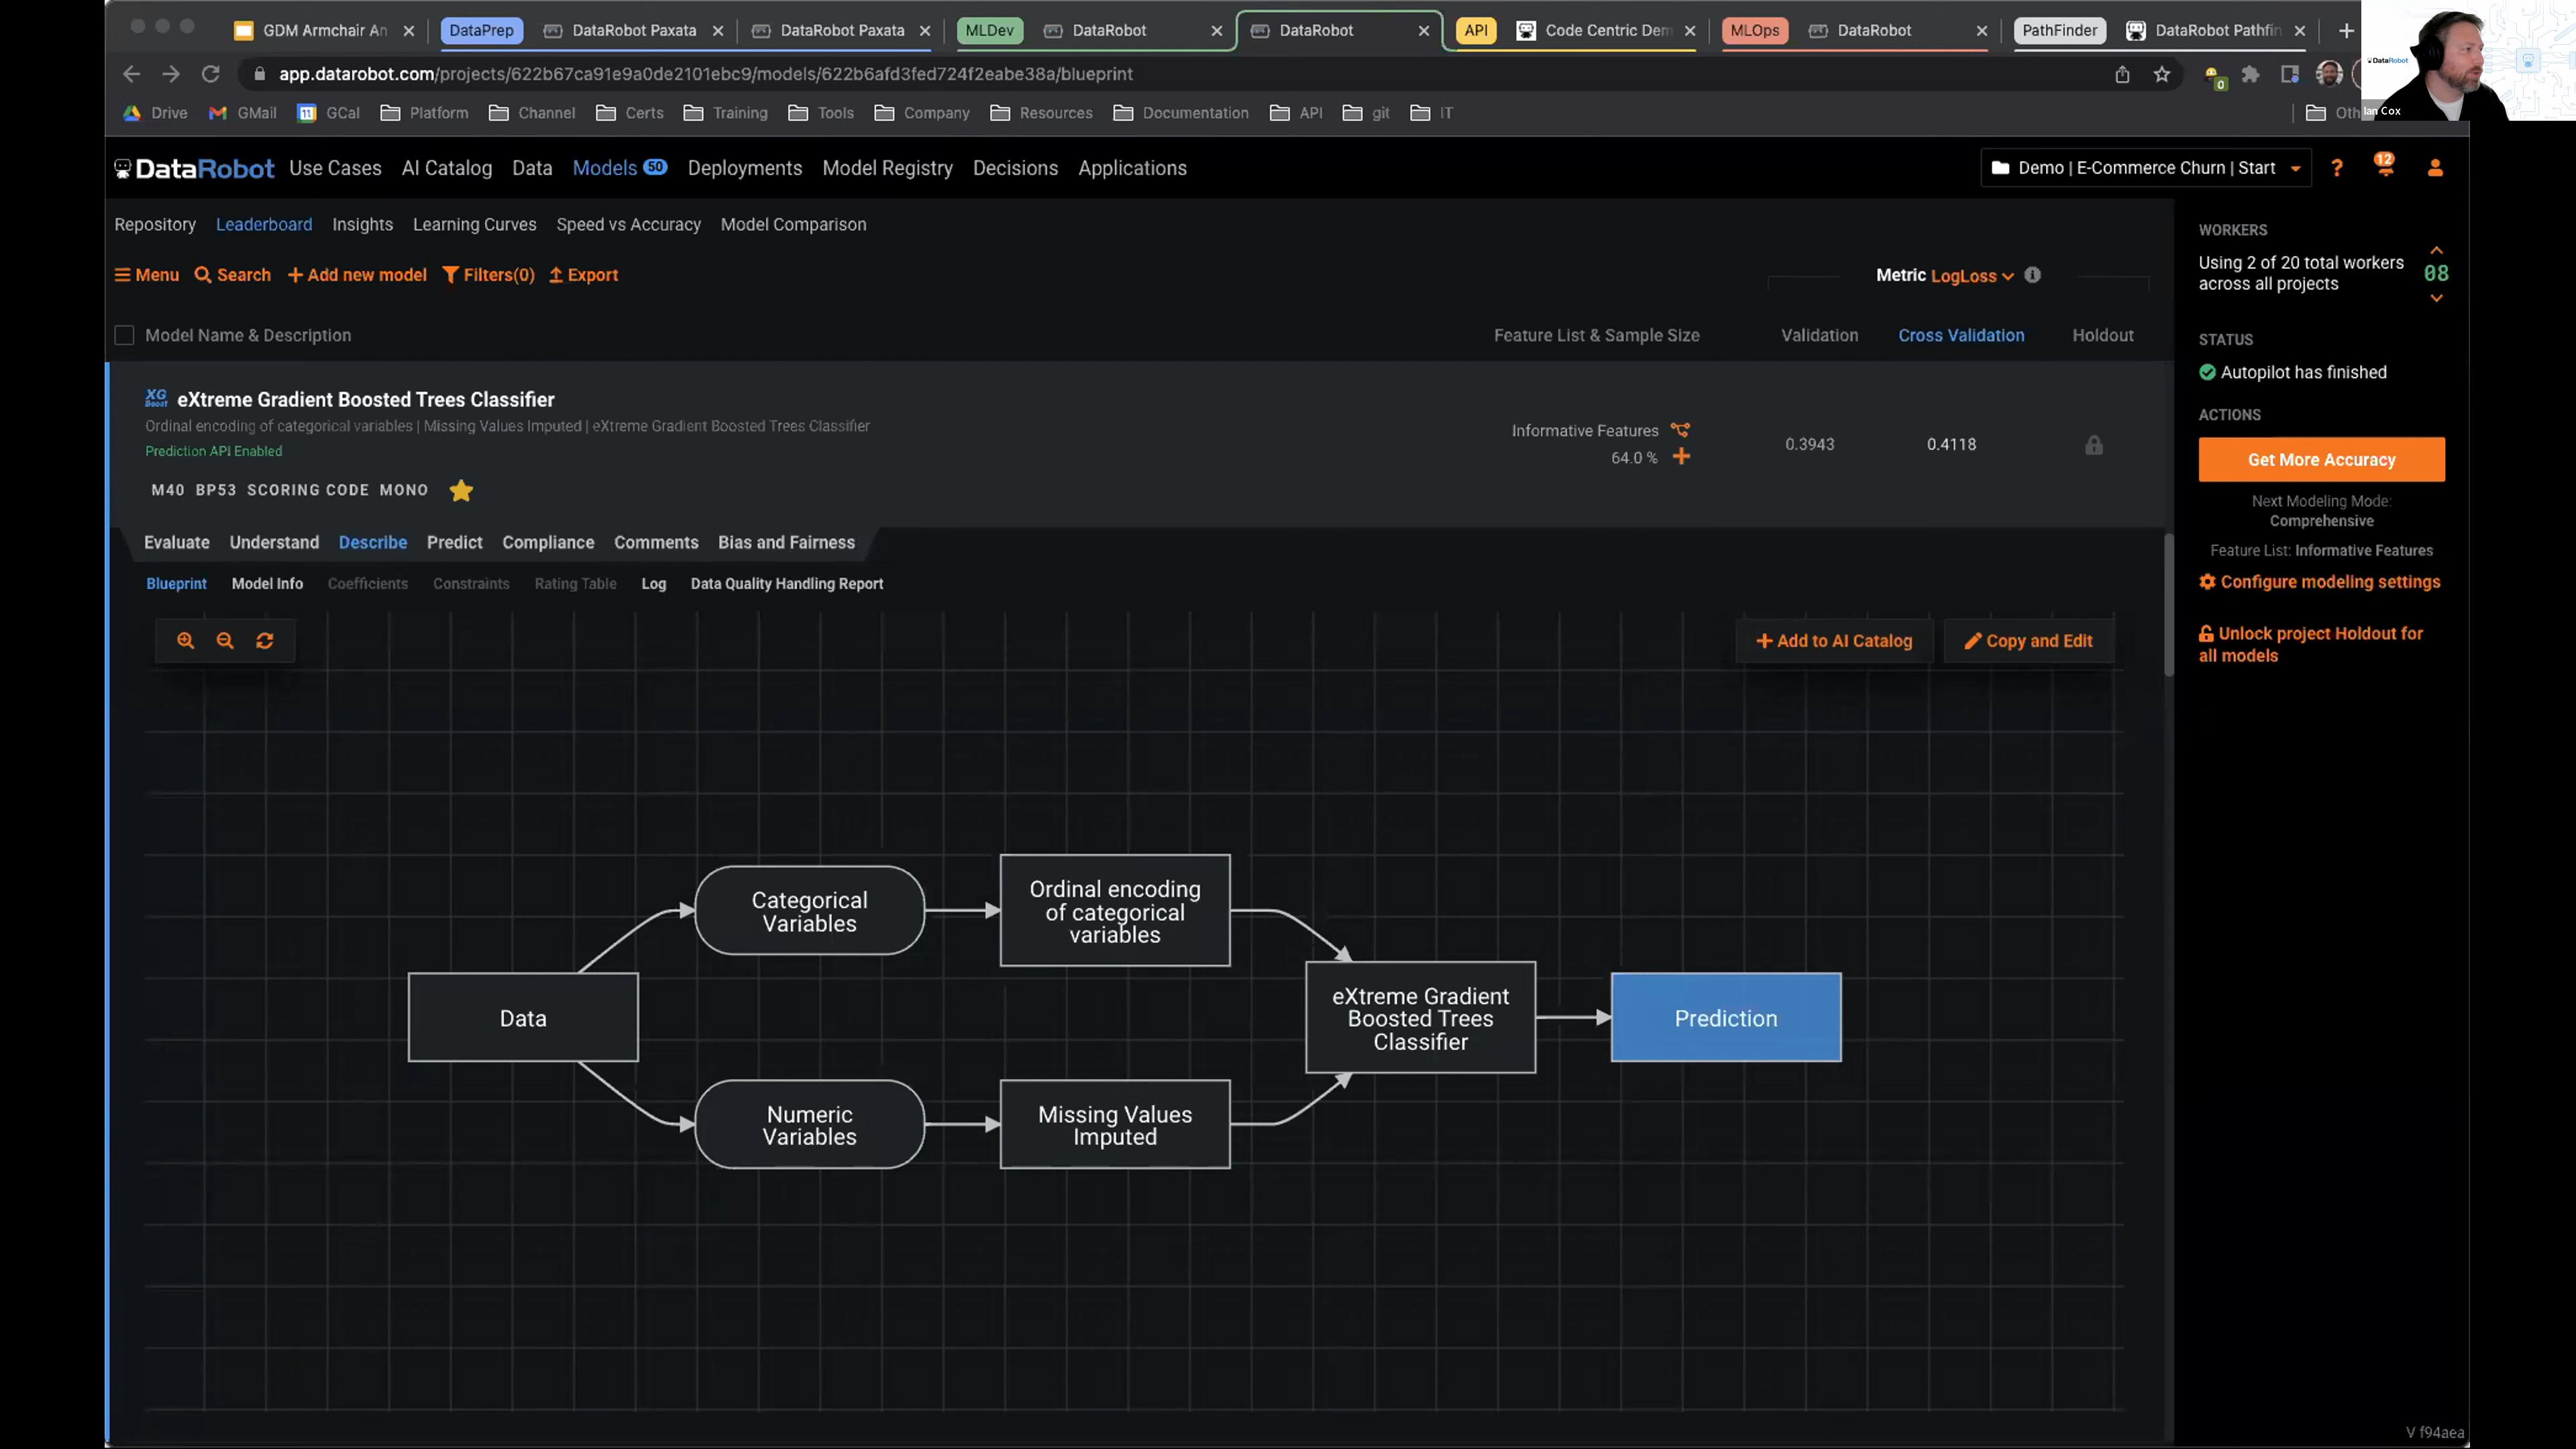 GDM Armchair An
DataPrep
DataRobot Paxata
DataRobot Paxata
MLDev
DataRobot
DataRobot
API
Code Centric Dem
MLOps
DataRobot
PathFinder
DataRobot Pathfin
app.datarobot.com/projects/622b67ca91e9a0de2101ebc9/models/622b6afd3fed724f2eabe38a/blueprint
0
DataRobot
Ian Cox
Drive
GMail
11
GCal
Platform
Channel
Certs
Training
Tools
Company
Resources
Documentation
API
git
IT
Oth
DataRobot
Use Cases
AI Catalog
Data
Models 50
Deployments
Model Registry
Decisions
Applications
Demo | E-Commerce Churn | Start
?
12
Repository
Leaderboard
Insights
Learning Curves
Speed vs Accuracy
Model Comparison
Menu
Search
Add new model
Filters(0)
Export
Metric LogLoss
Model Name & Description
Feature List & Sample Size
Validation
Cross Validation
Holdout
XG
Boost
eXtreme Gradient Boosted Trees Classifier
Ordinal encoding of categorical variables | Missing Values Imputed | eXtreme Gradient Boosted Trees Classifier
Prediction API Enabled
M40 BP53 SCORING CODE MONO
Informative Features
64.0 %
0.3943
0.4118
Evaluate
Understand
Describe
Predict
Compliance
Comments
Bias and Fairness
Blueprint
Model Info
Coefficients
Constraints
Rating Table
Log
Data Quality Handling Report
Add to AI Catalog
Copy and Edit
Data
Categorical
Variables
Ordinal encoding
of categorical
variables
Numeric
Variables
Missing Values
Imputed
eXtreme Gradient
Boosted Trees
Classifier
Prediction
WORKERS
Using 2 of 20 total workers
across all projects
08
STATUS
Autopilot has finished
ACTIONS
Get More Accuracy
Next Modeling Mode:
Comprehensive
Feature List: Informative Features
Configure modeling settings
Unlock project Holdout for
all models
V f94aea